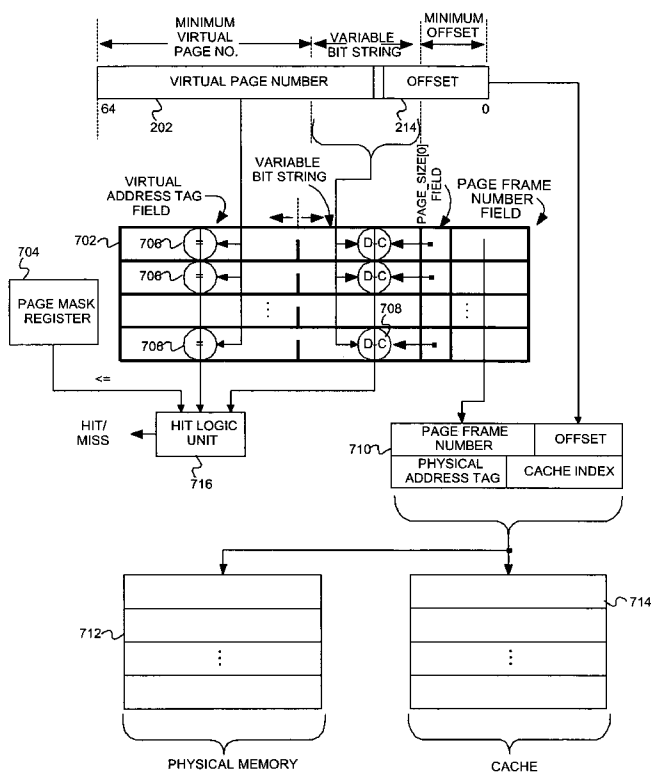 MINIMUM
VIRTUAL
PAGE NO.
VARIABLE
BIT STRING
MINIMUM
OFFSET
VIRTUAL PAGE NUMBER
OFFSET
64
202
214
0
VIRTUAL
ADDRESS TAG
FIELD
VARIABLE
BIT STRING
PAGE_SIZE[0]
FIELD
PAGE FRAME
NUMBER
FIELD
702
706
=
D-C
706
=
D-C
704
PAGE MASK
REGISTER
⋮
⋮
706
=
D-C
708
<=
HIT/
MISS
HIT LOGIC
UNIT
716
710
PAGE FRAME
NUMBER
OFFSET
PHYSICAL
ADDRESS TAG
CACHE INDEX
712
⋮
714
⋮
PHYSICAL MEMORY
CACHE